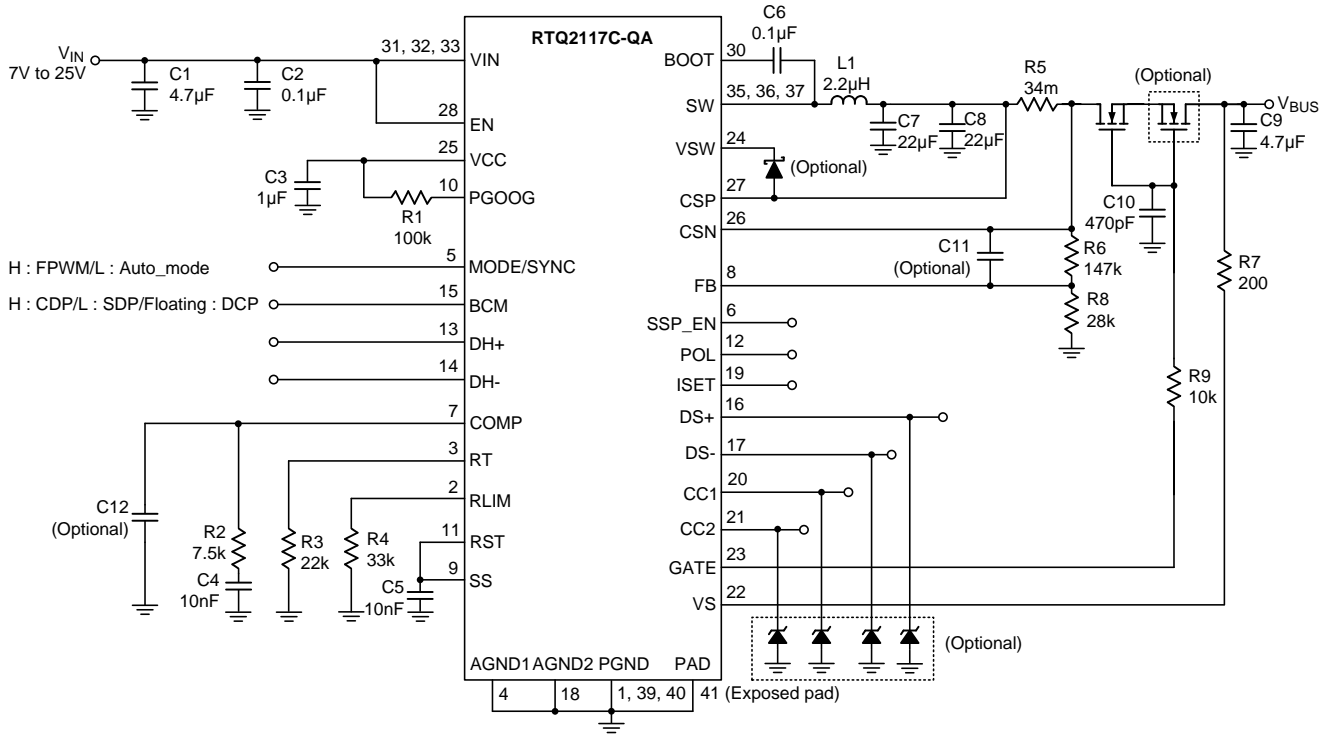 RTQ2117C-QA
VIN
7V to 25V
C1
4.7µF
C2
0.1µF
31, 32, 33
VIN
28
EN
25
VCC
C3
1µF
10
PGOOG
R1
100k
H : FPWM/L : Auto_mode
5
MODE/SYNC
H : CDP/L : SDP/Floating : DCP
15
BCM
13
DH+
14
DH-
7
COMP
3
RT
2
RLIM
11
RST
9
SS
C12
(Optional)
R2
7.5k
C4
10nF
R3
22k
R4
33k
C5
10nF
AGND1 AGND2 PGND PAD
4
18
1, 39, 40
41 (Exposed pad)
BOOT
30
C6
0.1µF
SW
35, 36, 37
L1
2.2µH
C7
22µF
C8
22µF
R5
34m
(Optional)
VBUS
C9
4.7µF
VSW
24
(Optional)
CSP
27
CSN
26
C10
470pF
C11
(Optional)
R6
147k
R7
200
FB
8
R8
28k
SSP_EN
6
POL
12
ISET
19
R9
10k
DS+
16
DS-
17
CC1
20
CC2
21
GATE
23
VS
22
(Optional)